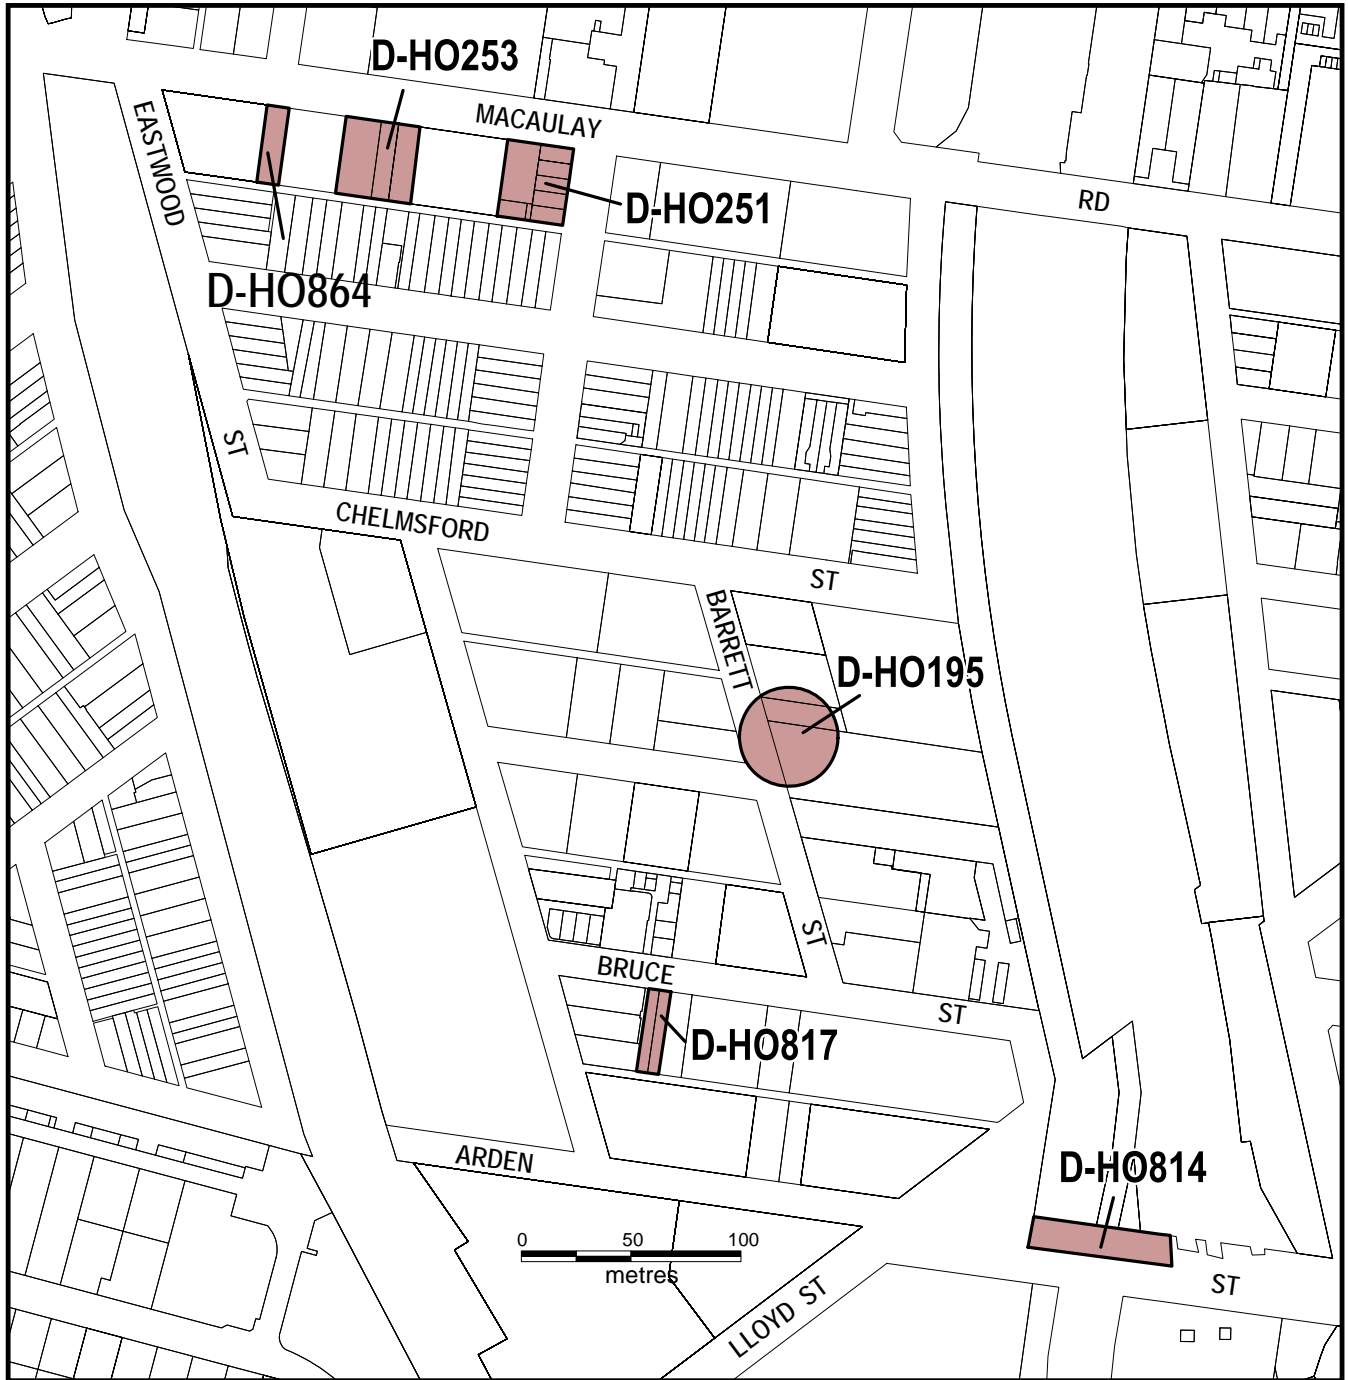 D-HO253
MACAULAY
EASTWOOD
D-HO251
RD
D-HO864
ST
CHELMSFORD
ST
BARRETT
D-HO195
ST
BRUCE
ST
D-HO817
ARDEN
D-HO814
0 50 100
metres
ST
LLOYD ST